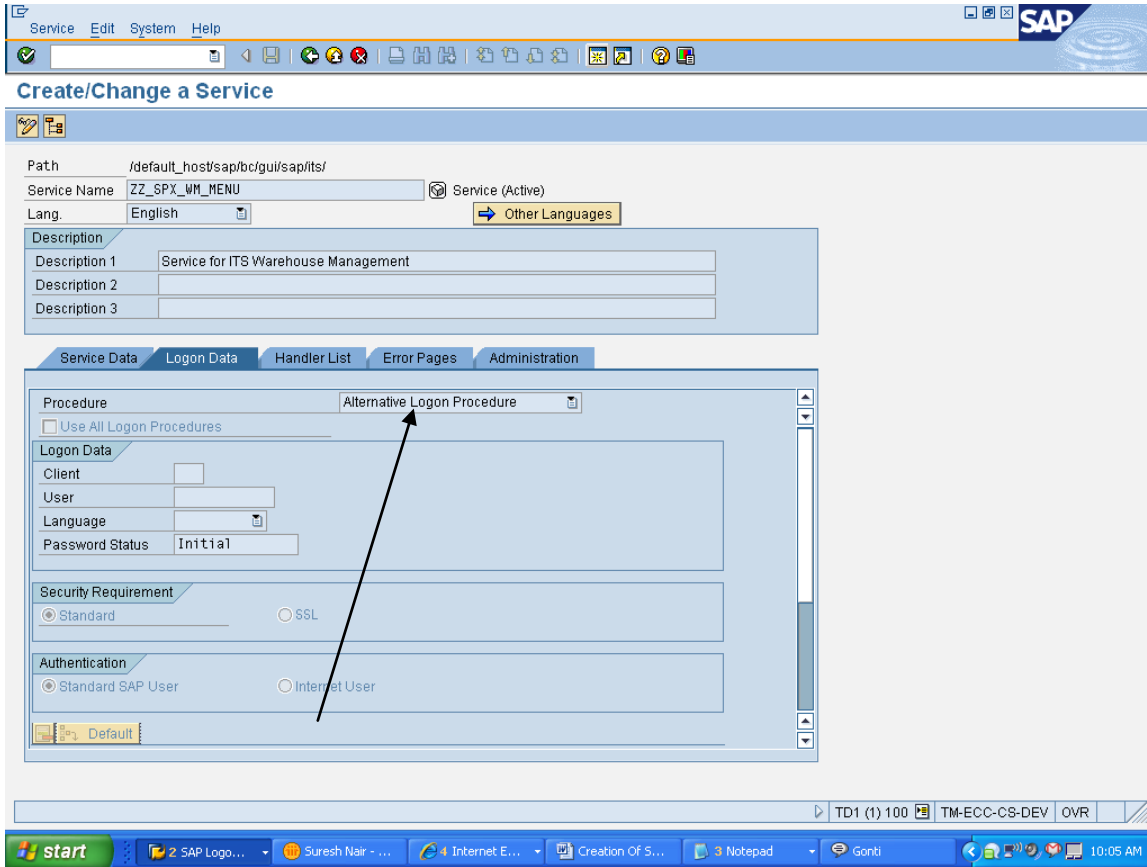 Service Edit System Help
SAP
Create/Change a Service
Path /default_host/sap/bc/gui/sap/its/
Service Name ZZ_SPX_WM_MENU Service (Active)
Lang. English Other Languages
Description
Description 1 Service for ITS Warehouse Management
Description 2
Description 3
Service Data Logon Data Handler List Error Pages Administration
Procedure Alternative Logon Procedure
Use All Logon Procedures
Logon Data
Client
User
Language
Password Status Initial
Security Requirement
Standard SSL
Authentication
Standard SAP User Internet User
Default
TD1 (1) 100 TM-ECC-CS-DEV OVR
start 2 SAP Logo... Suresh Nair - ... 4 Internet E... Creation Of S... 3 Notepad Gonti 10:05 AM